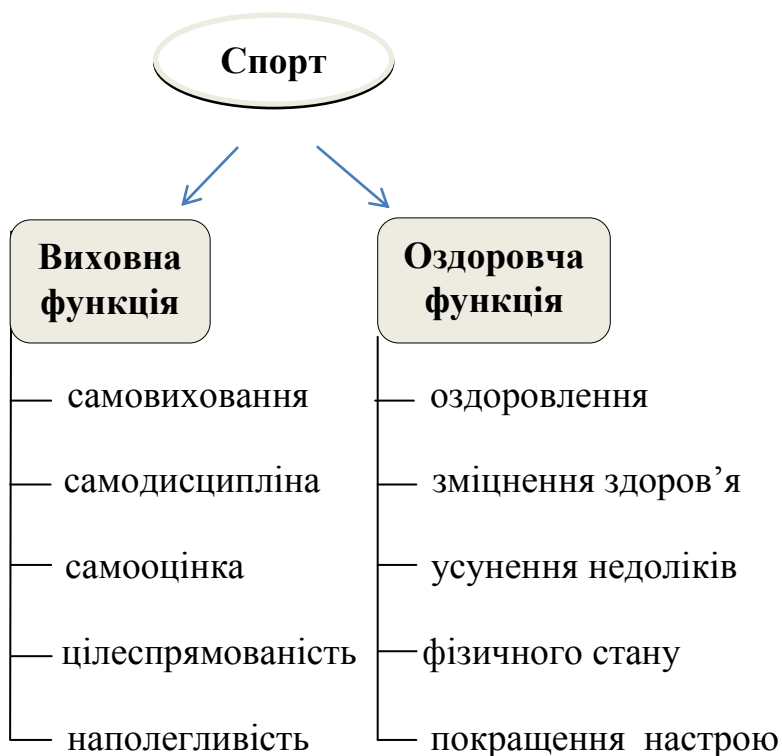 Спорт
Виховна
функція
самовиховання
самодисципліна
самооцінка
цілеспрямованість
наполегливість
Оздоровча
функція
оздоровлення
зміцнення здоров’я
усунення недоліків
фізичного стану
покращення настрою